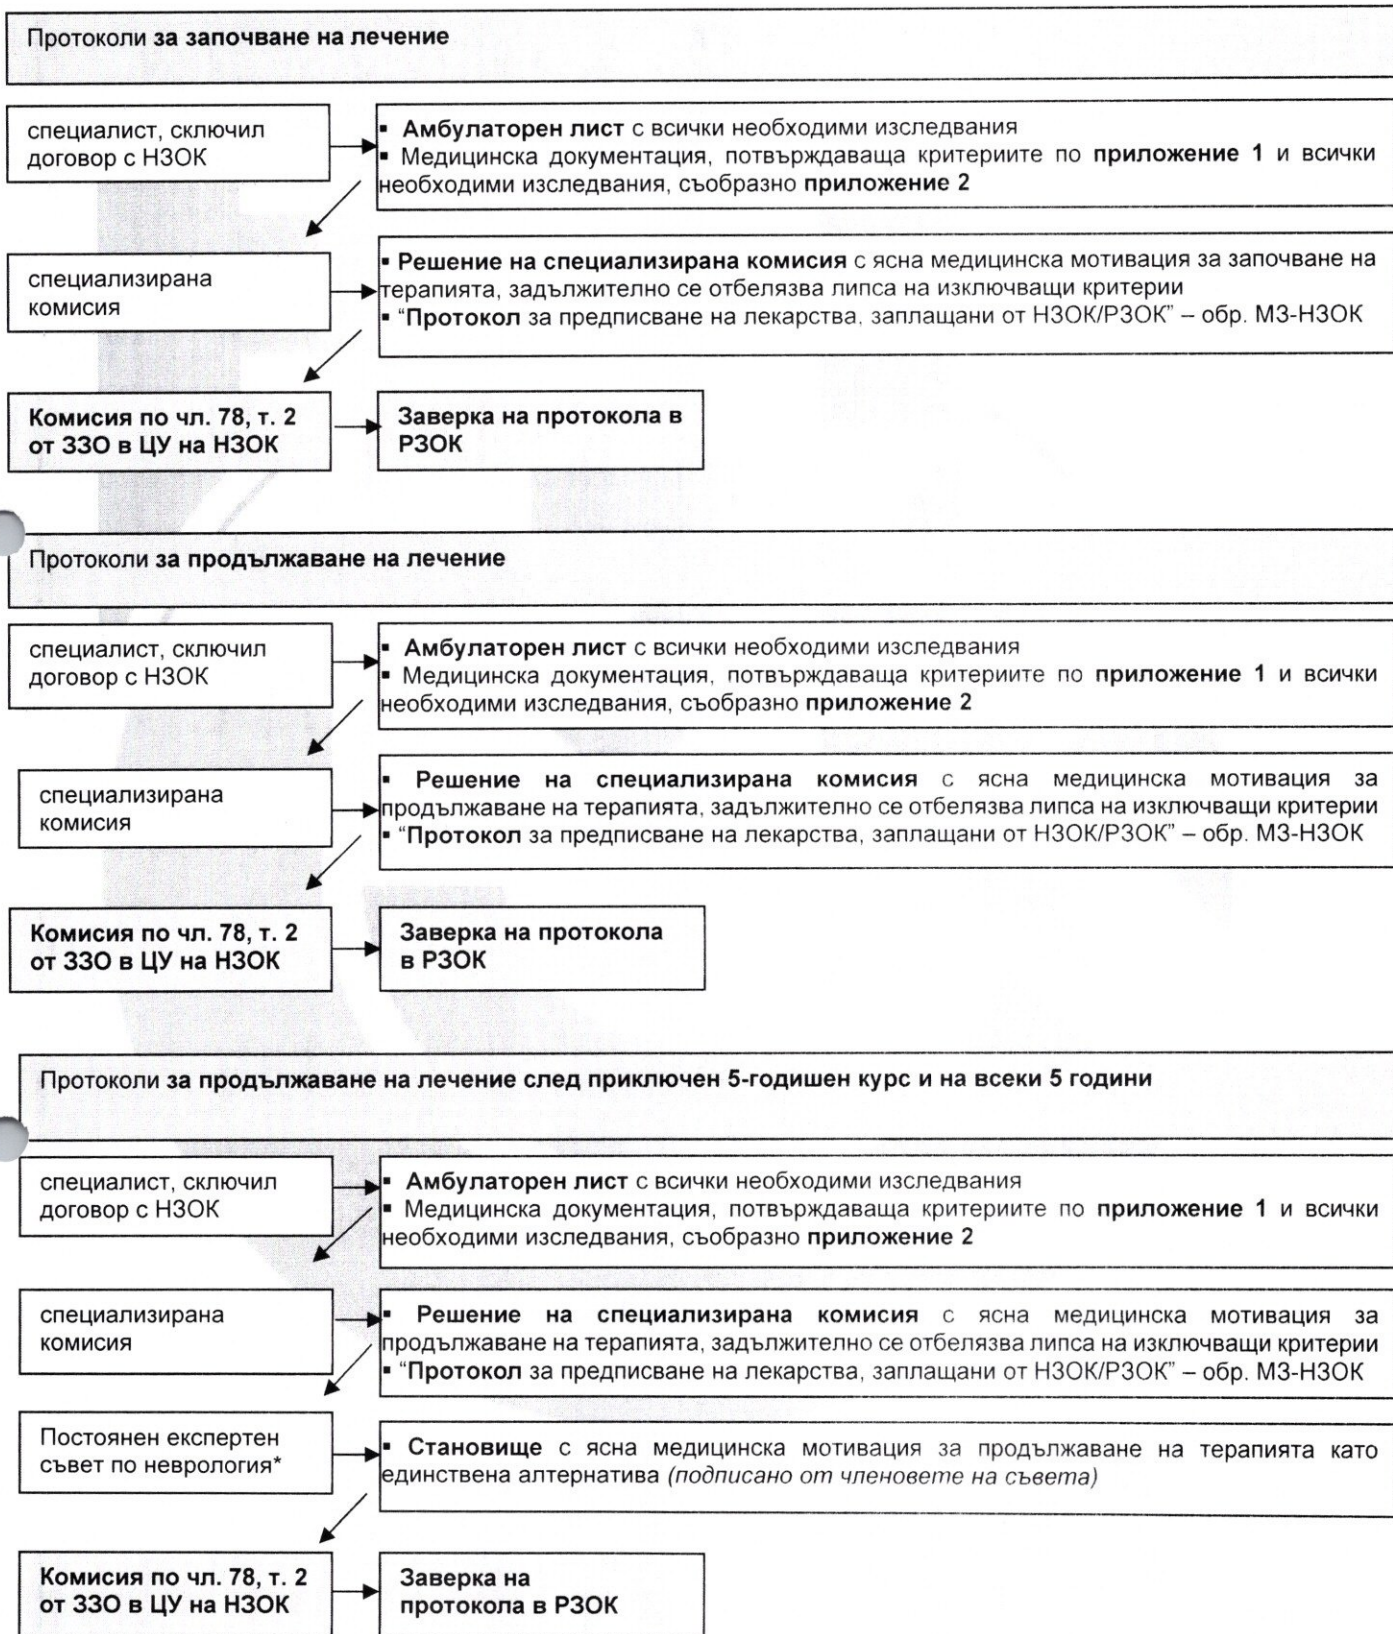 Протоколи за започване на лечение
специалист, сключил
договор с НЗОК
▪ Амбулаторен лист с всички необходими изследвания
▪ Медицинска документация, потвърждаваща критериите по приложение 1 и всички
необходими изследвания, съобразно приложение 2
специализирана
комисия
▪ Решение на специализирана комисия с ясна медицинска мотивация за започване на
терапията, задължително се отбелязва липса на изключващи критерии
▪ “Протокол за предписване на лекарства, заплащани от НЗОК/РЗОК” – обр. МЗ-НЗОК
Комисия по чл. 78, т. 2
от ЗЗО в ЦУ на НЗОК
Заверка на протокола в
РЗОК
Протоколи за продължаване на лечение
специалист, сключил
договор с НЗОК
▪ Амбулаторен лист с всички необходими изследвания
▪ Медицинска документация, потвърждаваща критериите по приложение 1 и всички
необходими изследвания, съобразно приложение 2
специализирана
комисия
▪ Решение на специализирана комисия с ясна медицинска мотивация за
продължаване на терапията, задължително се отбелязва липса на изключващи критерии
▪ “Протокол за предписване на лекарства, заплащани от НЗОК/РЗОК” – обр. МЗ-НЗОК
Комисия по чл. 78, т. 2
от ЗЗО в ЦУ на НЗОК
Заверка на протокола
в РЗОК
Протоколи за продължаване на лечение след приключен 5-годишен курс и на всеки 5 години
специалист, сключил
договор с НЗОК
▪ Амбулаторен лист с всички необходими изследвания
▪ Медицинска документация, потвърждаваща критериите по приложение 1 и всички
необходими изследвания, съобразно приложение 2
специализирана
комисия
▪ Решение на специализирана комисия с ясна медицинска мотивация за
продължаване на терапията, задължително се отбелязва липса на изключващи критерии
▪ “Протокол за предписване на лекарства, заплащани от НЗОК/РЗОК” – обр. МЗ-НЗОК
Постоянен експертен
съвет по неврология*
▪ Становище с ясна медицинска мотивация за продължаване на терапията като
единствена алтернатива (подписано от членовете на съвета)
Комисия по чл. 78, т. 2
от ЗЗО в ЦУ на НЗОК
Заверка на
протокола в РЗОК